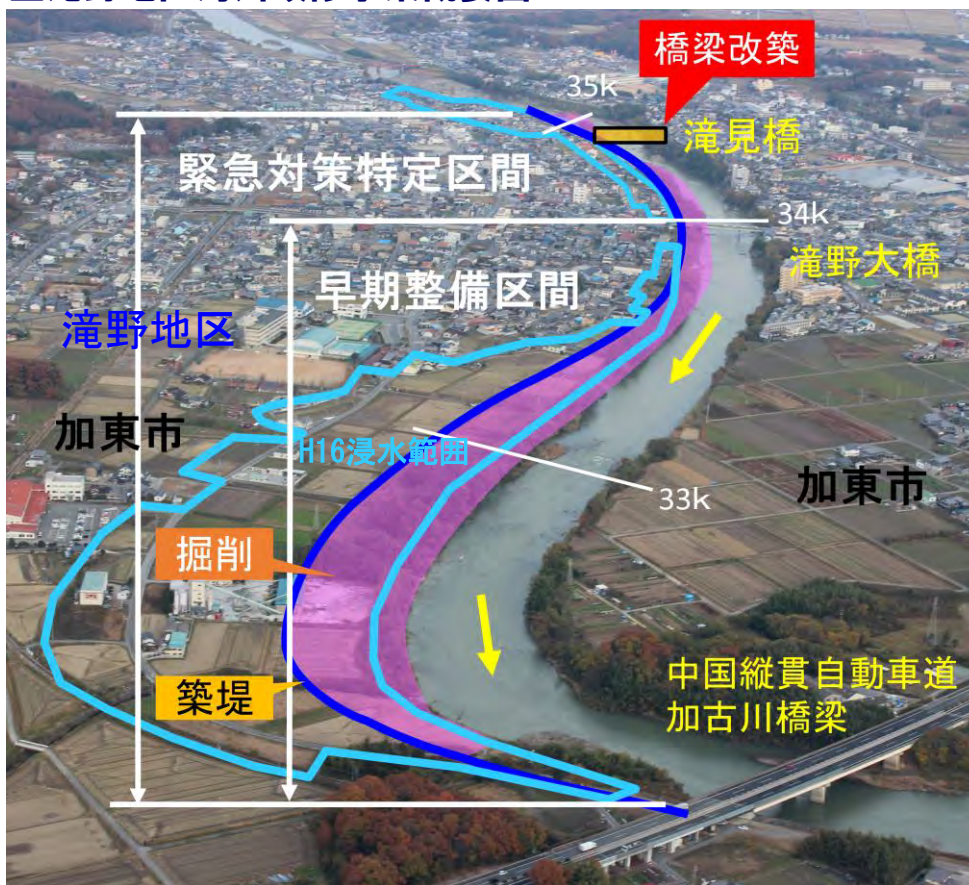 橋梁改築
35k
滝見橋
緊急対策特定区間
34k
滝野大橋
早期整備区間
滝野地区
加東市
H16浸水範囲
33k
加東市
掘削
築堤
中国縦貫自動車道
加古川橋梁